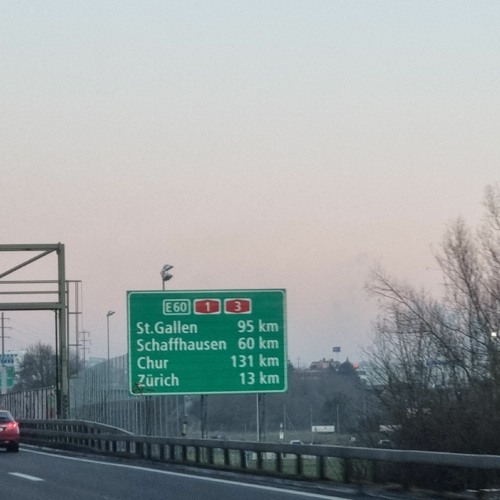 E60 1 3
St.Gallen 95 km
Schaffhausen 60 km
Chur 131 km
Zürich 13 km